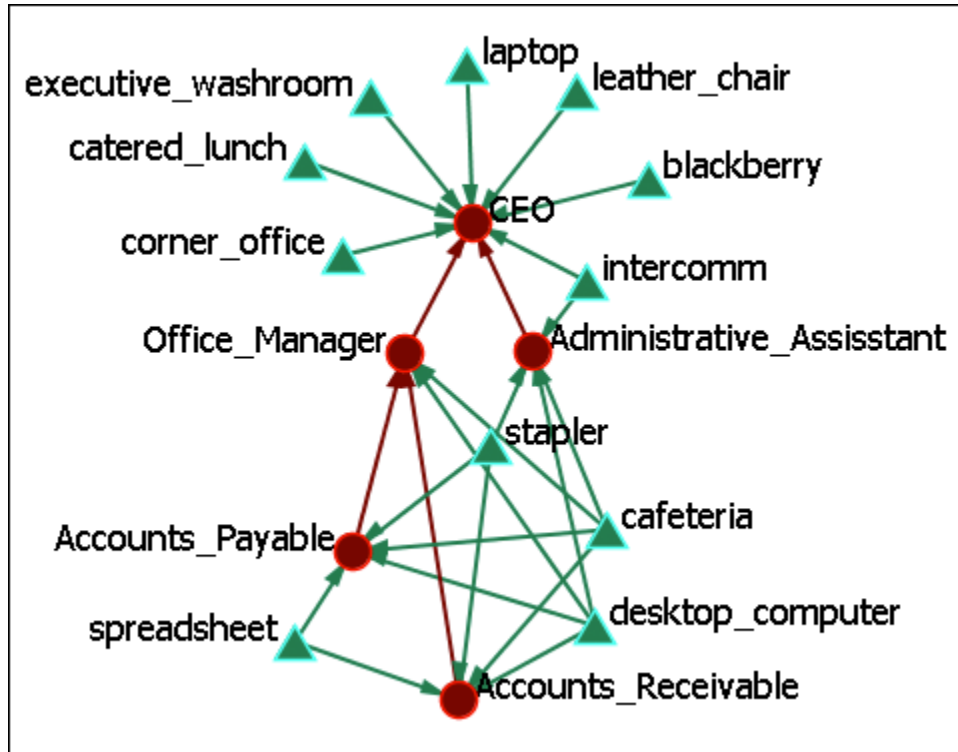 laptop
executive_washroom
leather_chair
catered_lunch
blackberry
CEO
corner_office
intercomm
Office_Manager
Administrative_Assisstant
stapler
cafeteria
Accounts_Payable
desktop_computer
spreadsheet
Accounts_Receivable